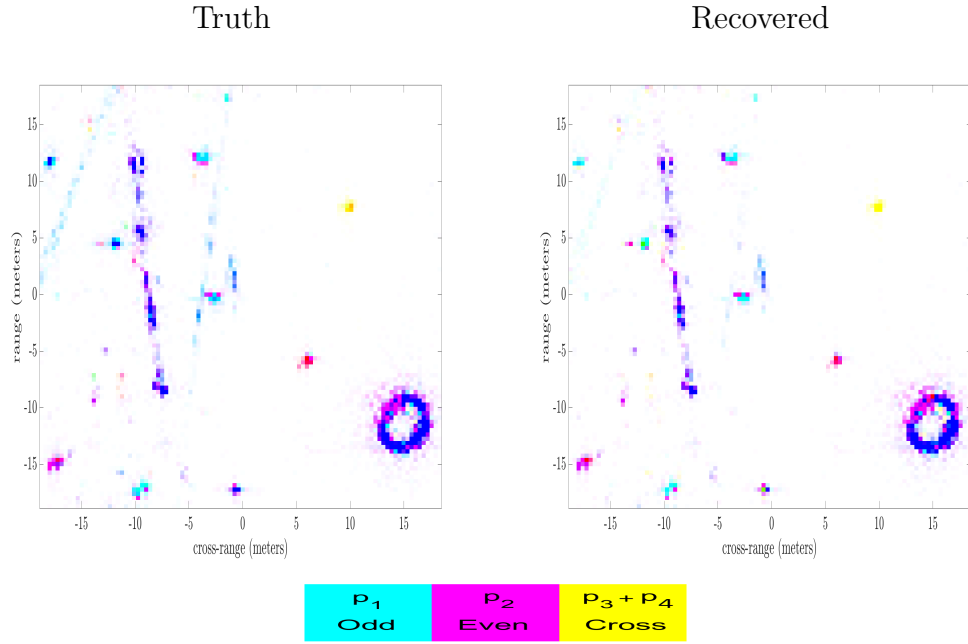 Truth
Recovered
range (meters)
15
10
5
0
-5
-10
-15
-15 -10 -5 0 5 10 15
cross-range (meters)
range (meters)
15
10
5
0
-5
-10
-15
-15 -10 -5 0 5 10 15
cross-range (meters)
p₁
Odd
p₂
Even
p₃ + p₄
Cross